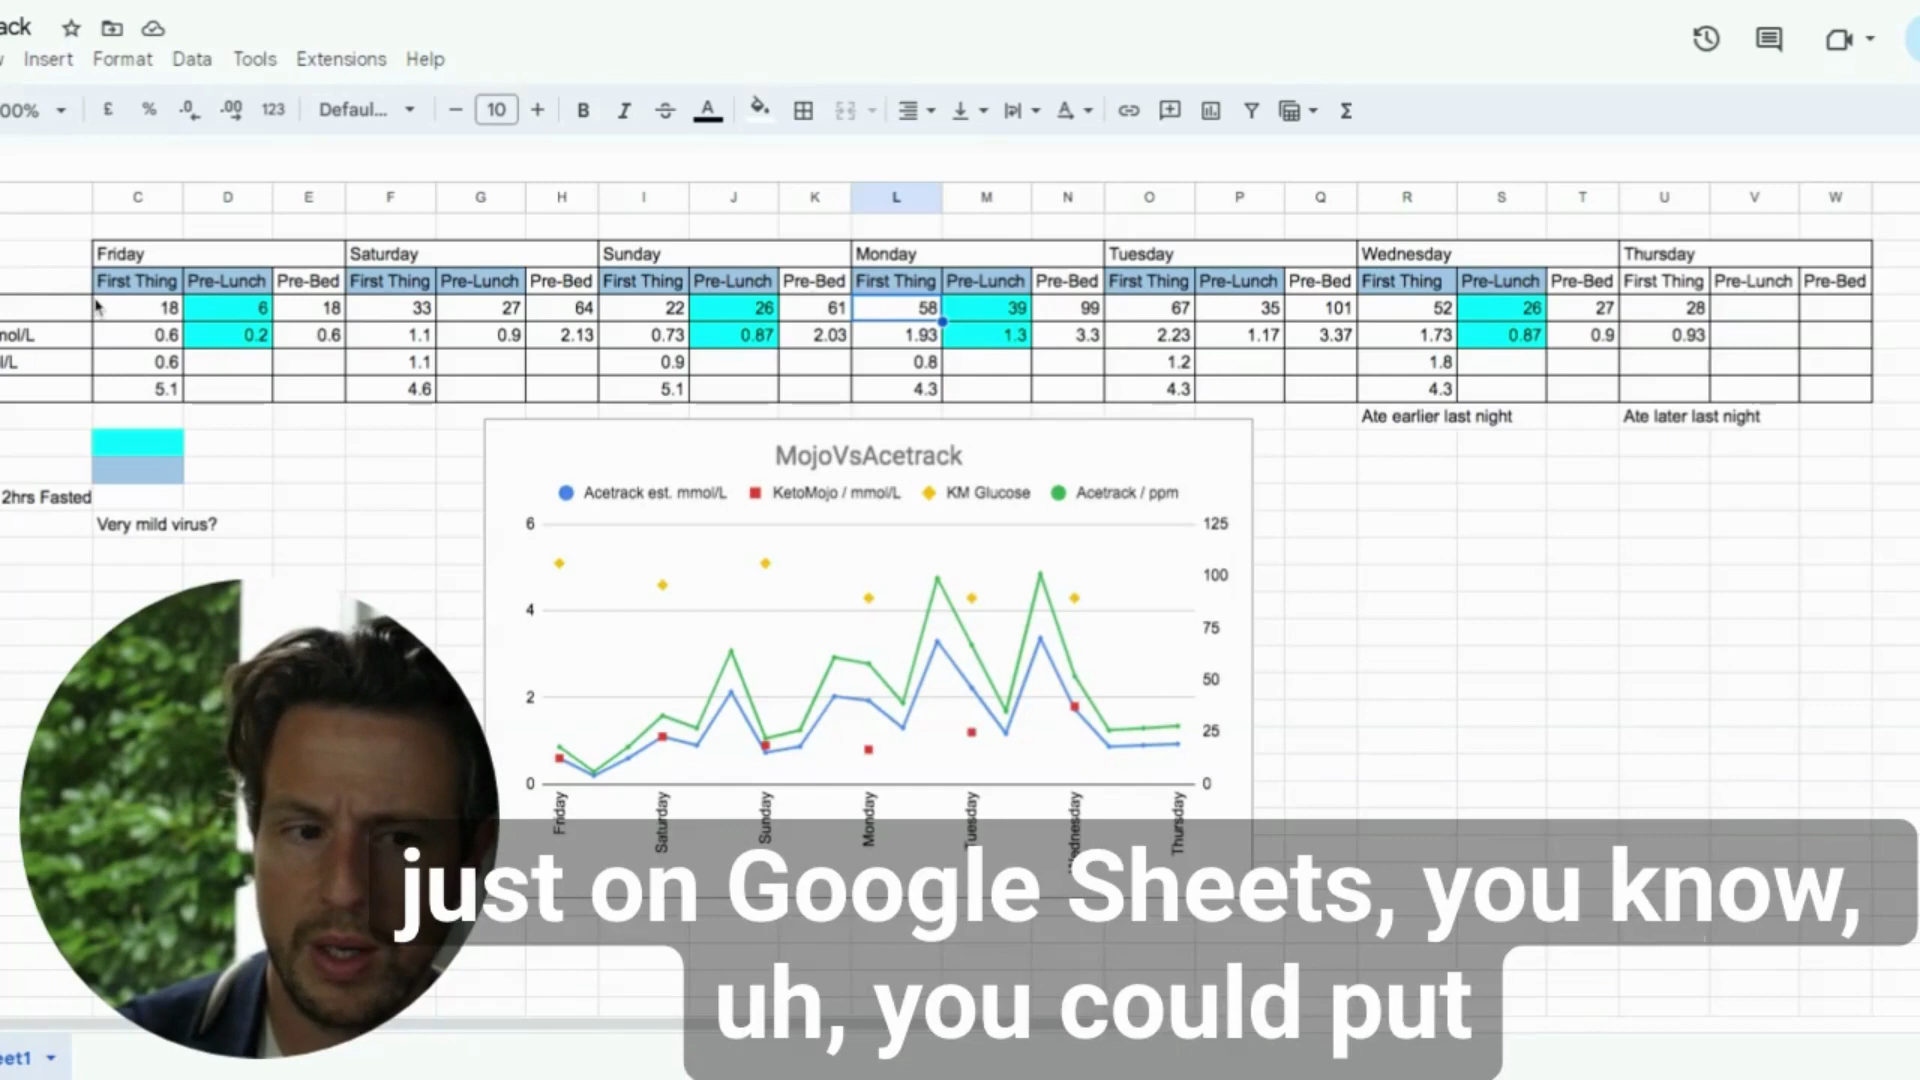 ack
Insert Format Data Tools Extensions Help
00% £ % .0 .00 123 Defaul... − 10 + B I A Σ
C D E F G H I J K L M N O P Q R S T U V W
Friday Saturday Sunday Monday Tuesday Wednesday Thursday
First Thing Pre-Lunch Pre-Bed First Thing Pre-Lunch Pre-Bed First Thing Pre-Lunch Pre-Bed First Thing Pre-Lunch Pre-Bed First Thing Pre-Lunch Pre-Bed First Thing Pre-Lunch Pre-Bed First Thing Pre-Lunch Pre-Bed
18 6 18 33 27 64 22 26 61 58 39 99 67 35 101 52 26 27 28
mol/L 0.6 0.2 0.6 1.1 0.9 2.13 0.73 0.87 2.03 1.93 1.3 3.3 2.23 1.17 3.37 1.73 0.87 0.9 0.93
l/L 0.6 1.1 0.9 0.8 1.2 1.8
5.1 4.6 5.1 4.3 4.3 4.3
Ate earlier last night Ate later last night
2hrs Fasted
Very mild virus?
MojoVsAcetrack
Acetrack est. mmol/L KetoMojo / mmol/L KM Glucose Acetrack / ppm
6 125
100
4
75
50
2
25
0 0
Friday Saturday Sunday Monday Tuesday Wednesday Thursday
just on Google Sheets, you know,
uh, you could put
eet1